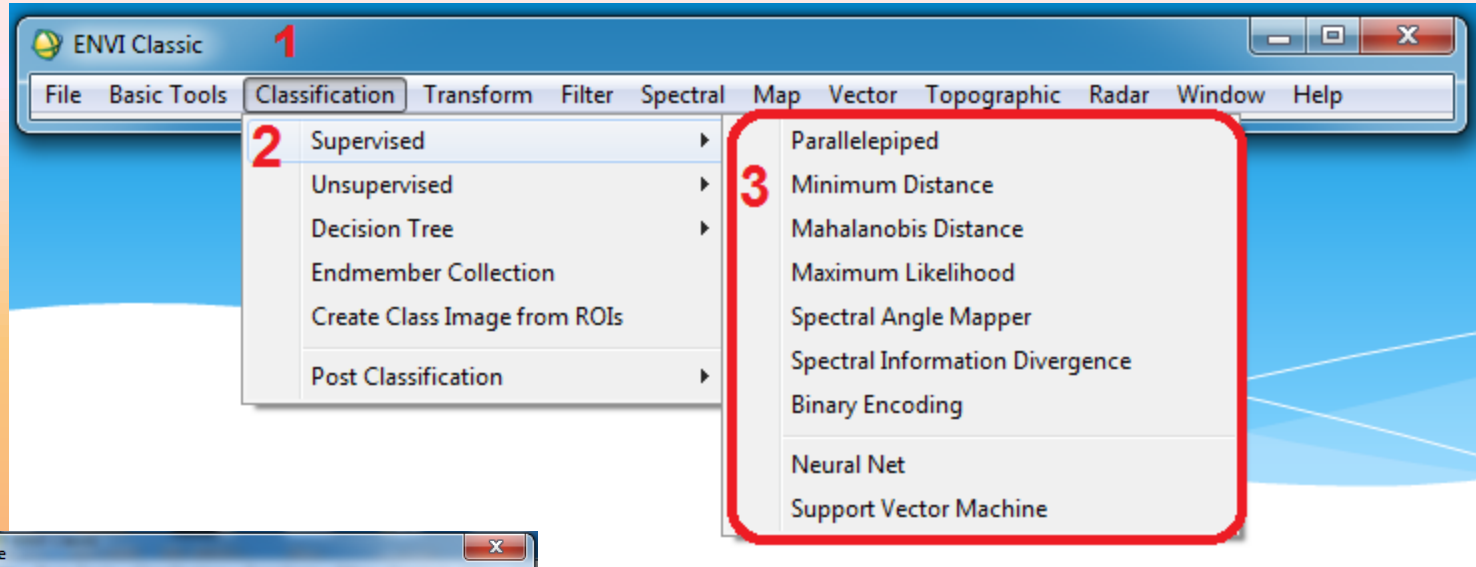 ENVI Classic 1
File Basic Tools Classification Transform Filter Spectral Map Vector Topographic Radar Window Help
2 Supervised
Unsupervised
Decision Tree
Endmember Collection
Create Class Image from ROIs
Post Classification
3
Parallelepiped
Minimum Distance
Mahalanobis Distance
Maximum Likelihood
Spectral Angle Mapper
Spectral Information Divergence
Binary Encoding
Neural Net
Support Vector Machine